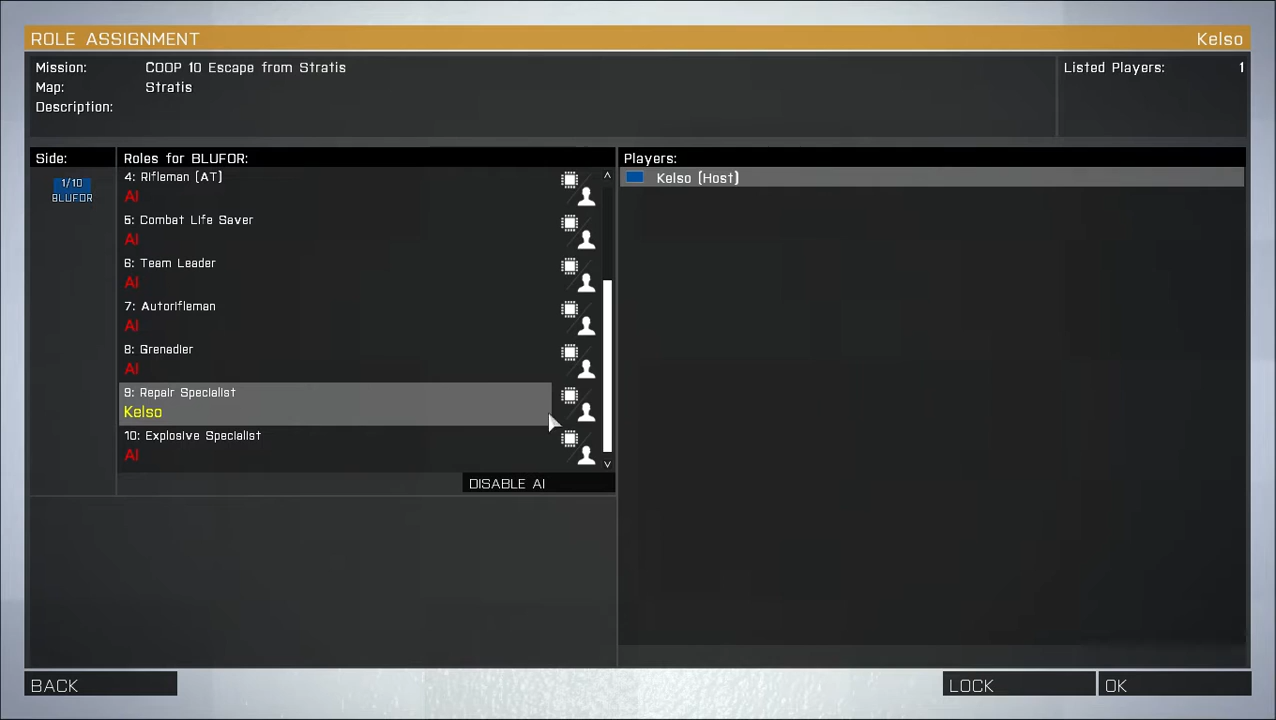 ROLE ASSIGNMENT Kelso
Mission: COOP 10 Escape from Stratis Listed Players: 1
Map: Stratis
Description:
Side: Roles for BLUFOR: Players:
1/10
BLUFOR
4: Rifleman (AT)
AI
5: Combat Life Saver
AI
6: Team Leader
AI
7: Autorifleman
AI
8: Grenadier
AI
9: Repair Specialist
Kelso
10: Explosive Specialist
AI
DISABLE AI
Kelso (Host)
BACK LOCK OK